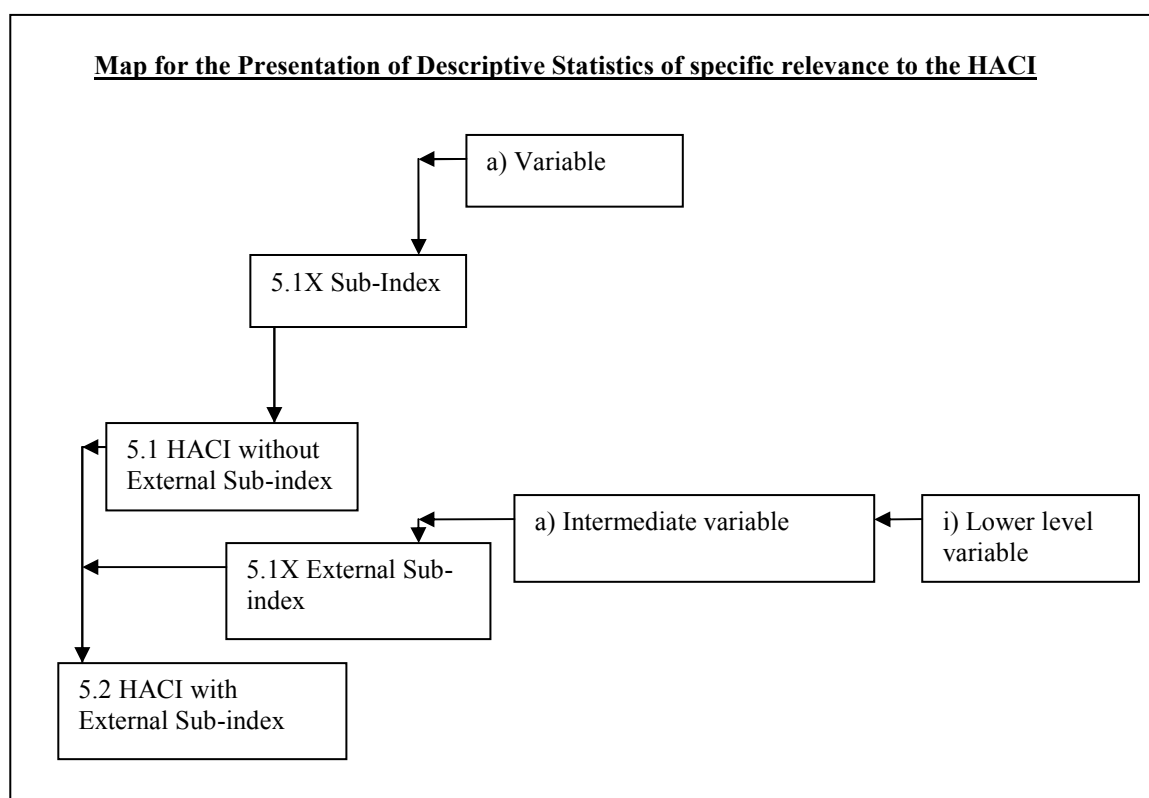 Map for the Presentation of Descriptive Statistics of specific relevance to the HACI
a) Variable
5.1X Sub-Index
5.1 HACI without
External Sub-index
a) Intermediate variable
i) Lower level
variable
5.1X External Sub-
index
5.2 HACI with
External Sub-index